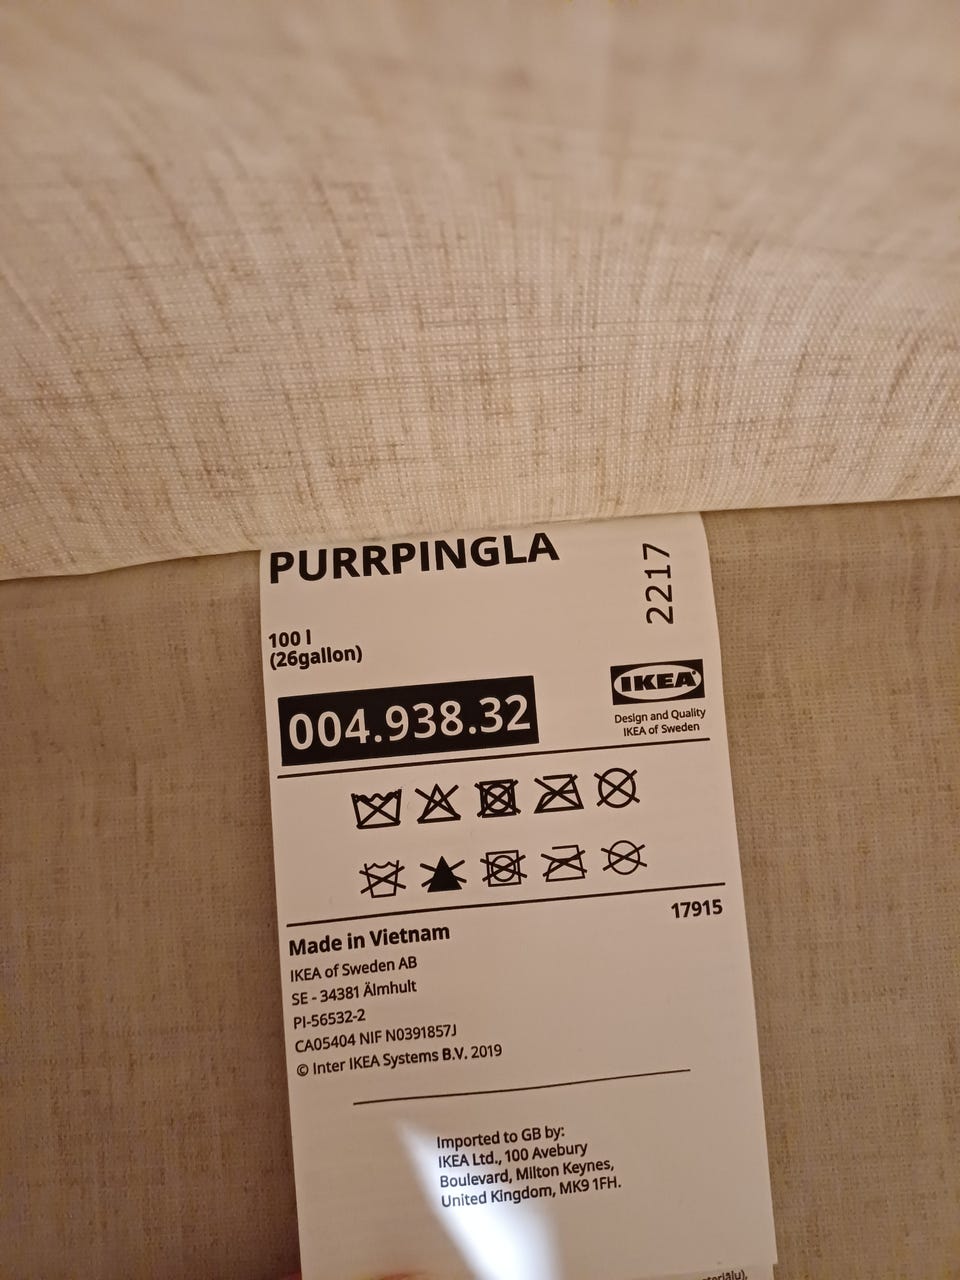 PURRPINGLA
2217
100 l
(26gallon)
004.938.32
IKEA
Design and Quality
IKEA of Sweden
17915
Made in Vietnam
IKEA of Sweden AB
SE - 34381 Älmhult
PI-56532-2
CA05404 NIF N0391857J
© Inter IKEA Systems B.V. 2019
Imported to GB by:
IKEA Ltd., 100 Avebury
Boulevard, Milton Keynes,
United Kingdom, MK9 1FH.